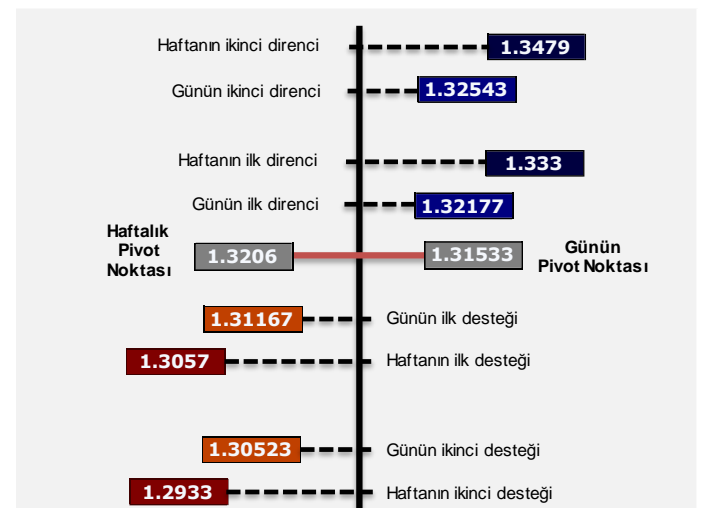 Haftanın ikinci direnci 1.3479
Günün ikinci direnci 1.32543
Haftanın ilk direnci 1.333
Günün ilk direnci 1.32177
Haftalık
Pivot
Noktası
1.3206
1.31533
Günün
Pivot Noktası
1.31167 Günün ilk desteği
1.3057 Haftanın ilk desteği
1.30523 Günün ikinci desteği
1.2933 Haftanın ikinci desteği